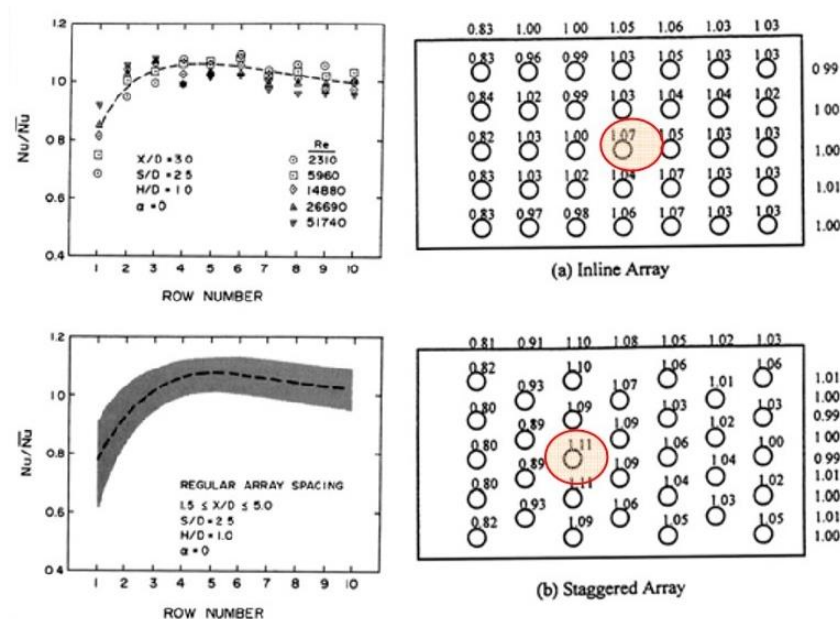 1.2
1.0
0.8
0.6
0.4
Nu/Nu
X/D = 3.0
S/D = 2.5
H/D = 1.0
α = 0
Re
2310
5960
14880
26690
51740
1 2 3 4 5 6 7 8 9 10
ROW NUMBER
0.83 1.00 1.00 1.05 1.06 1.03 1.03
0.83 0.96 0.99 1.03 1.05 1.03 1.03 0.99
0.84 1.02 0.99 1.03 1.04 1.04 1.02 1.00
0.82 1.03 1.00 1.07 1.05 1.03 1.03 1.00
0.83 1.03 1.02 1.04 1.07 1.03 1.03 1.01
0.83 0.97 0.98 1.06 1.07 1.03 1.03 1.00
(a) Inline Array
1.2
1.0
0.8
0.6
0.4
Nu/Nu
REGULAR ARRAY SPACING
1.5 ≤ X/D ≤ 5.0
S/D = 2.5
H/D = 1.0
α = 0
1 2 3 4 5 6 7 8 9 10
ROW NUMBER
0.81 0.91 1.10 1.08 1.05 1.02 1.03
0.82 1.10 1.06 1.06 1.01
0.93 1.07 1.01 1.00
0.80 1.09 1.03 1.03 0.99
0.89 1.09 1.02 1.00
0.80 1.11 1.06 1.00 0.99
0.89 1.09 1.04 1.04
0.80 1.11 1.05 1.02 1.00
0.93 1.06 1.03 1.01
0.82 1.09 1.05 1.05 1.00
(b) Staggered Array